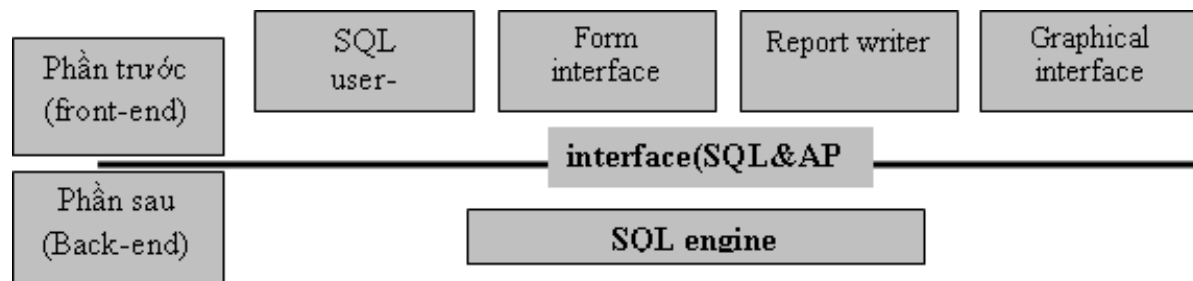 Phần trước
(front-end)
SQL
user-
Form
interface
Report writer
Graphical
interface
interface(SQL&AP
Phần sau
(Back-end)
SQL engine